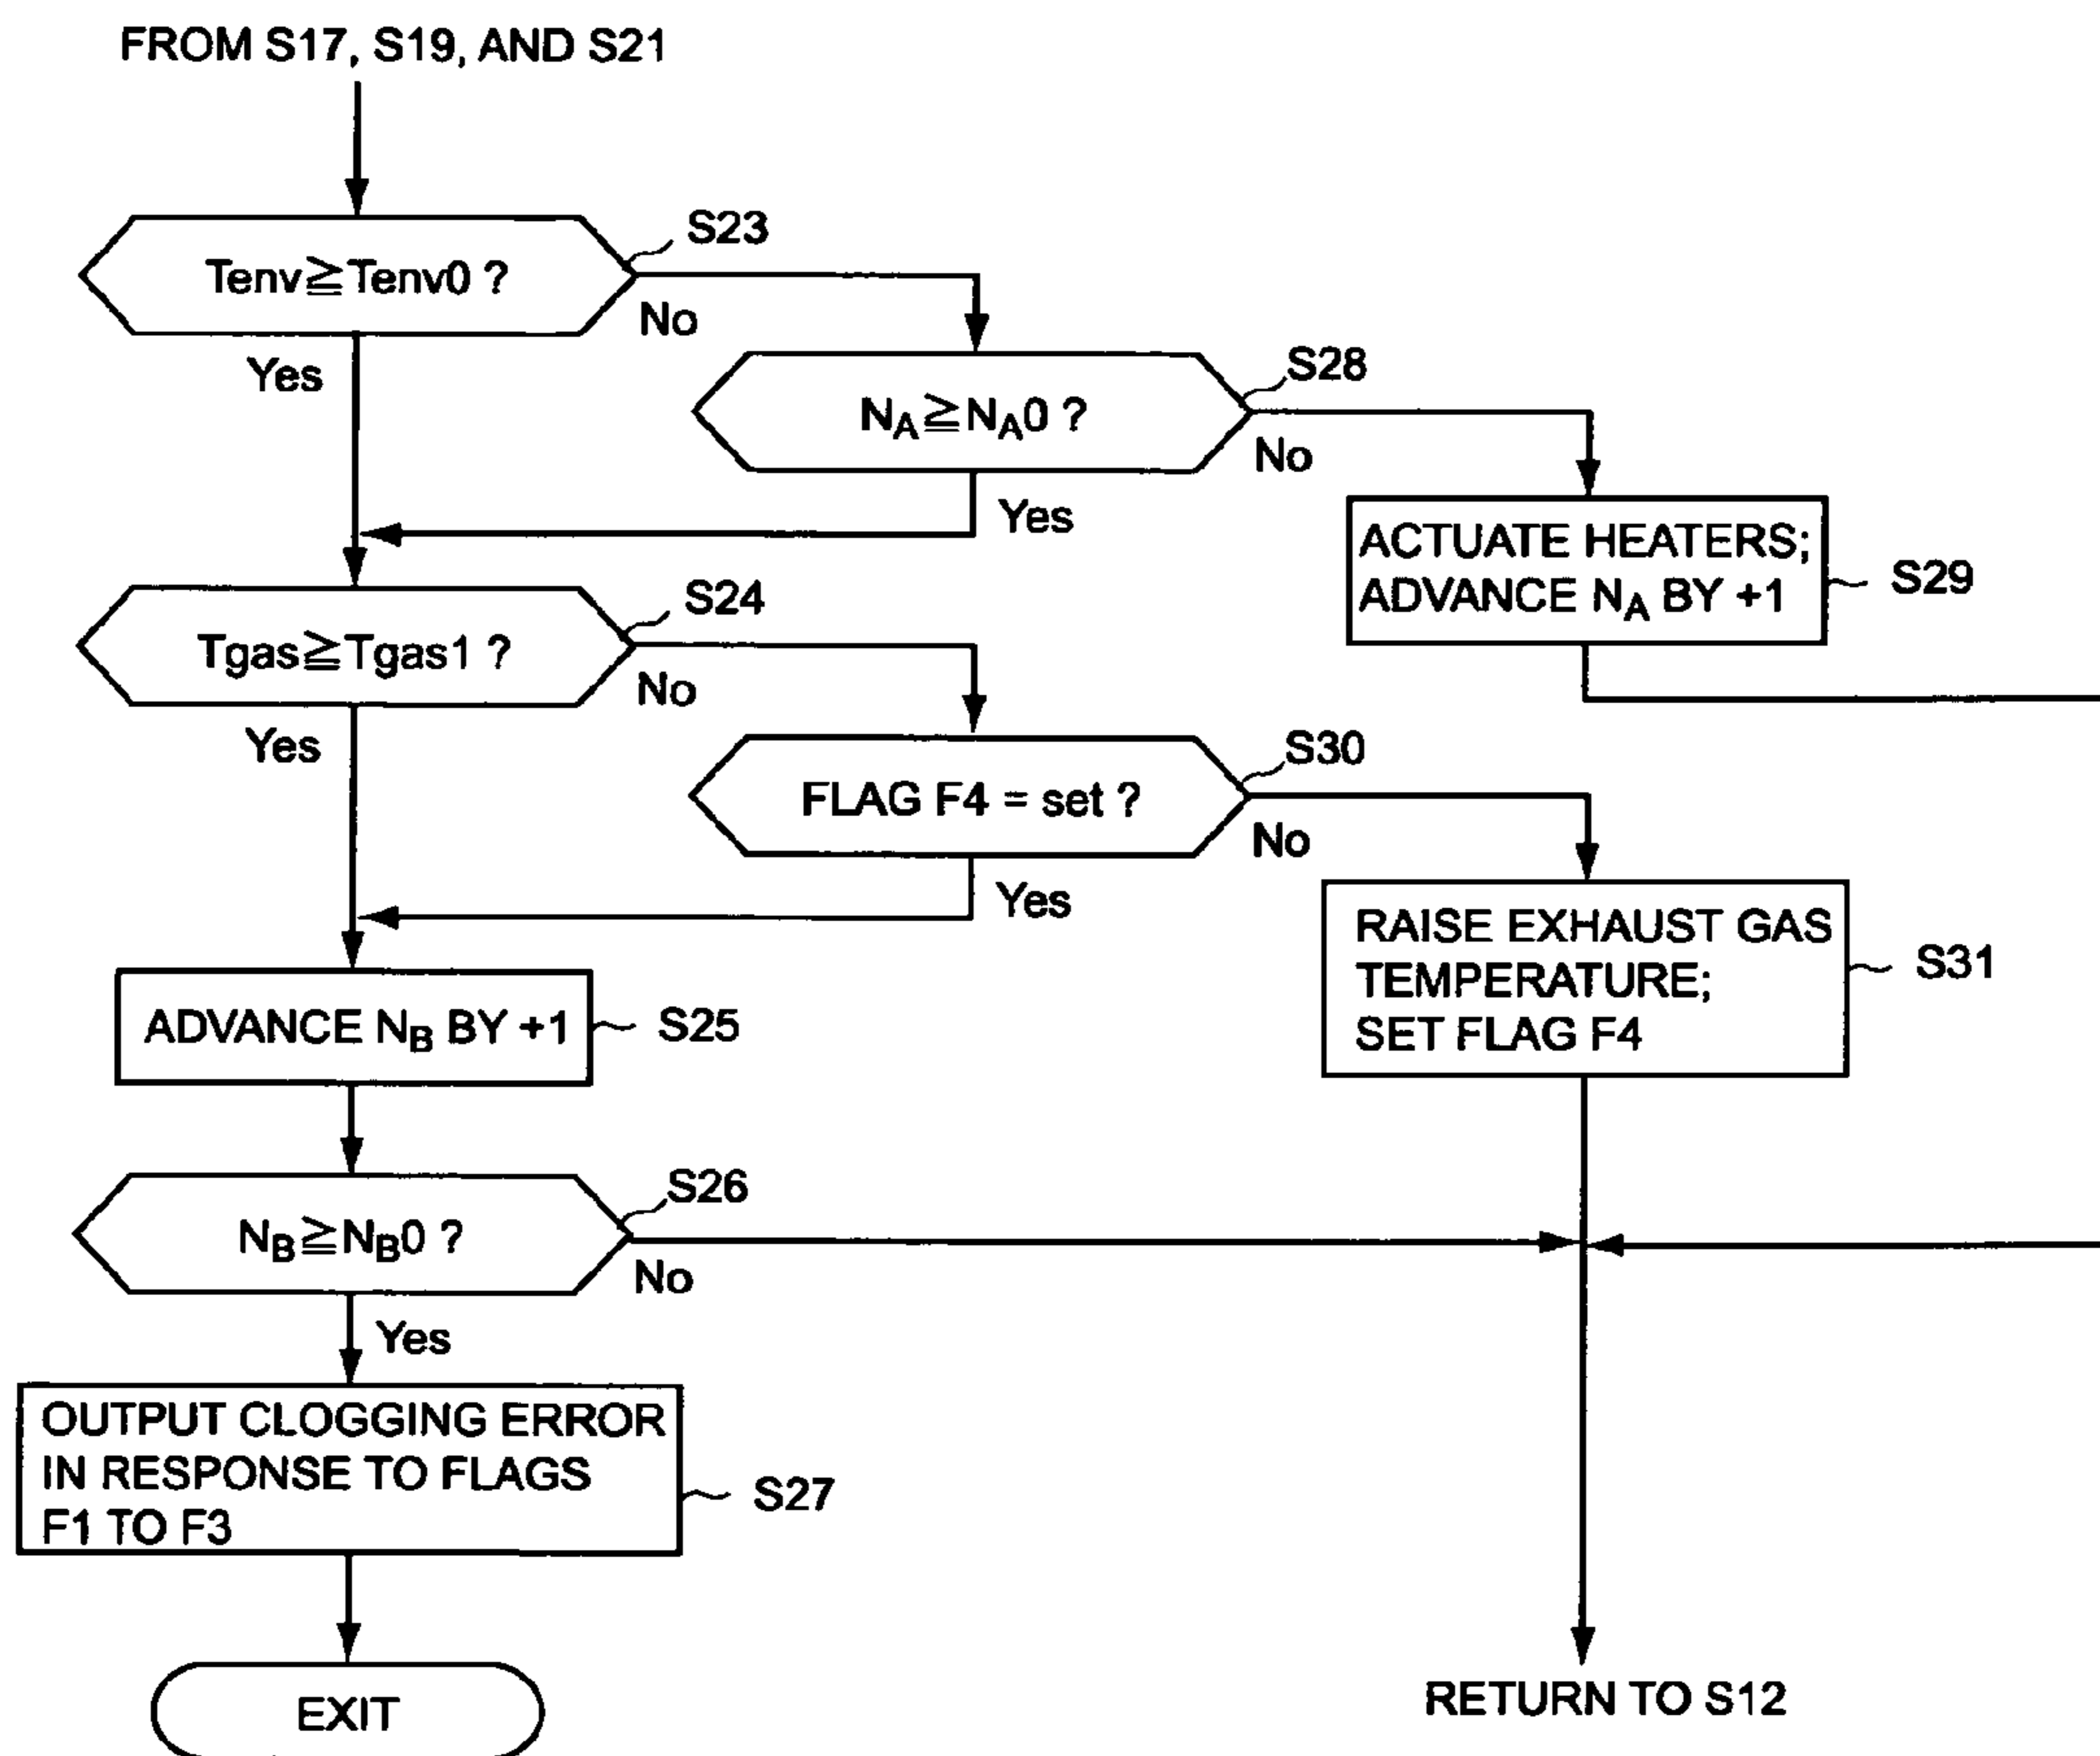 FROM S17, S19, AND S21
S23
Tenv≧Tenv0 ?
No
Yes
S28
NA≧NA0 ?
No
Yes
ACTUATE HEATERS;
ADVANCE NA BY +1
S29
S24
Tgas≧Tgas1 ?
No
Yes
S30
FLAG F4 = set ?
No
Yes
RAISE EXHAUST GAS
TEMPERATURE;
SET FLAG F4
S31
ADVANCE NB BY +1
S25
S26
NB≧NB0 ?
No
Yes
OUTPUT CLOGGING ERROR
IN RESPONSE TO FLAGS
F1 TO F3
S27
EXIT
RETURN TO S12